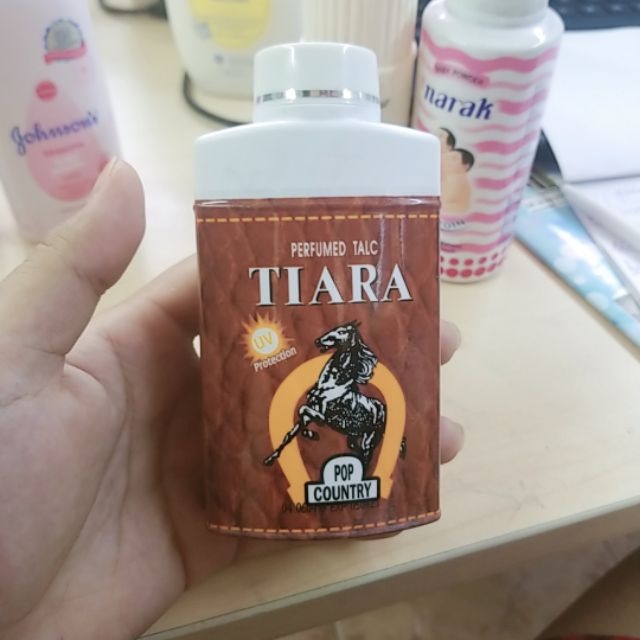 PERFUMED TALC
TIARA
UV
Protection
POP
COUNTRY
Johnson's
narak